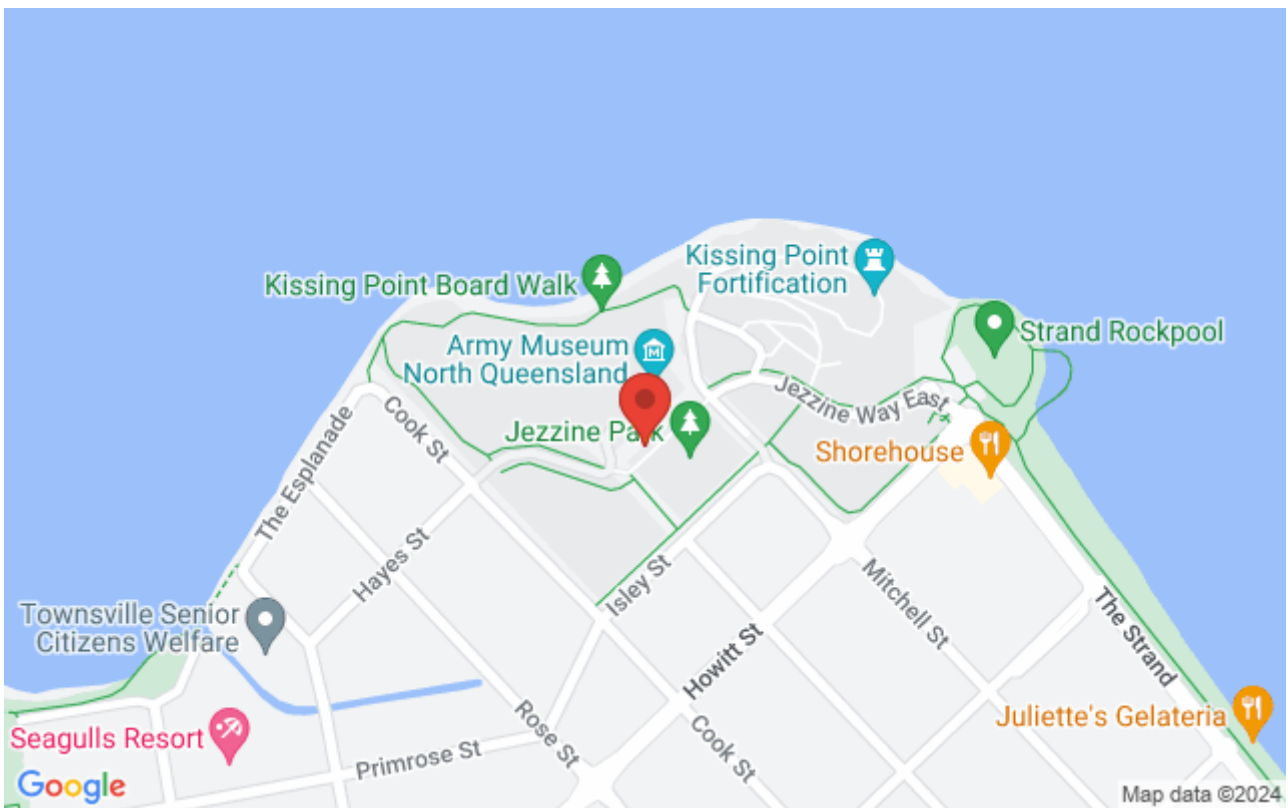 Kissing Point
Fortification
Kissing Point Board Walk
Strand Rockpool
Army Museum
North Queensland
Jezzine Way East
Jezzine Park
Cook St
Shorehouse
The Esplanade
Hayes St
Isley St
Mitchell St
The Strand
Townsville Senior
Citizens Welfare
Howitt St
Rose St
Juliette's Gelateria
Seagulls Resort
Primrose St
Cook St
Google
Map data ©2024